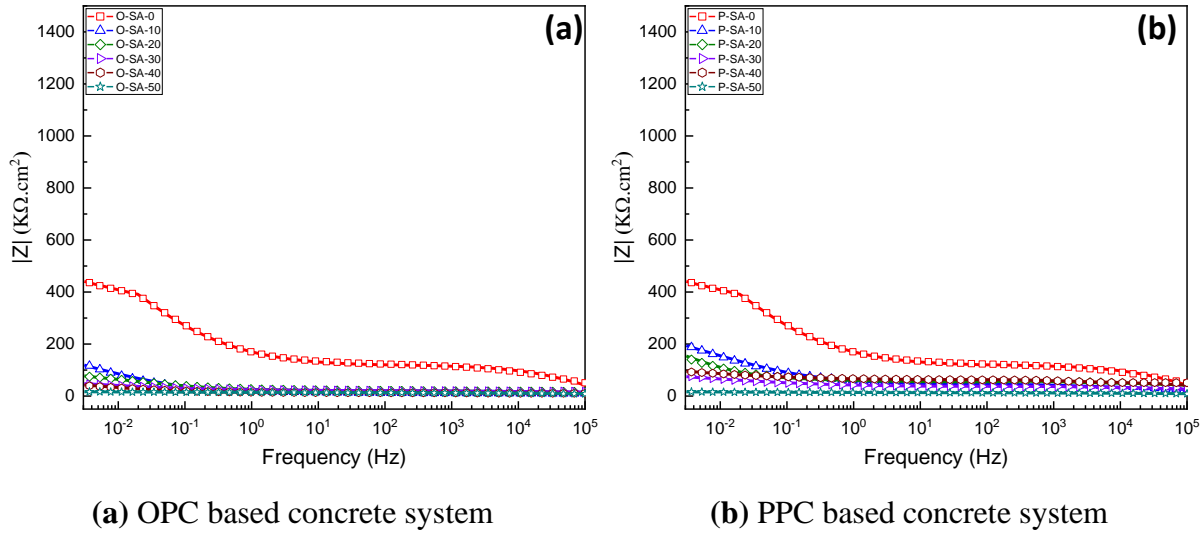 O-SA-0
O-SA-10
O-SA-20
O-SA-30
O-SA-40
O-SA-50
(a)
1400
1200
1000
800
600
400
200
0
|Z| (KΩ.cm²)
10⁻² 10⁻¹ 10⁰ 10¹ 10² 10³ 10⁴ 10⁵
Frequency (Hz)
(a) OPC based concrete system
P-SA-0
P-SA-10
P-SA-20
P-SA-30
P-SA-40
P-SA-50
(b)
1400
1200
1000
800
600
400
200
0
|Z| (KΩ.cm²)
10⁻² 10⁻¹ 10⁰ 10¹ 10² 10³ 10⁴ 10⁵
Frequency (Hz)
(b) PPC based concrete system